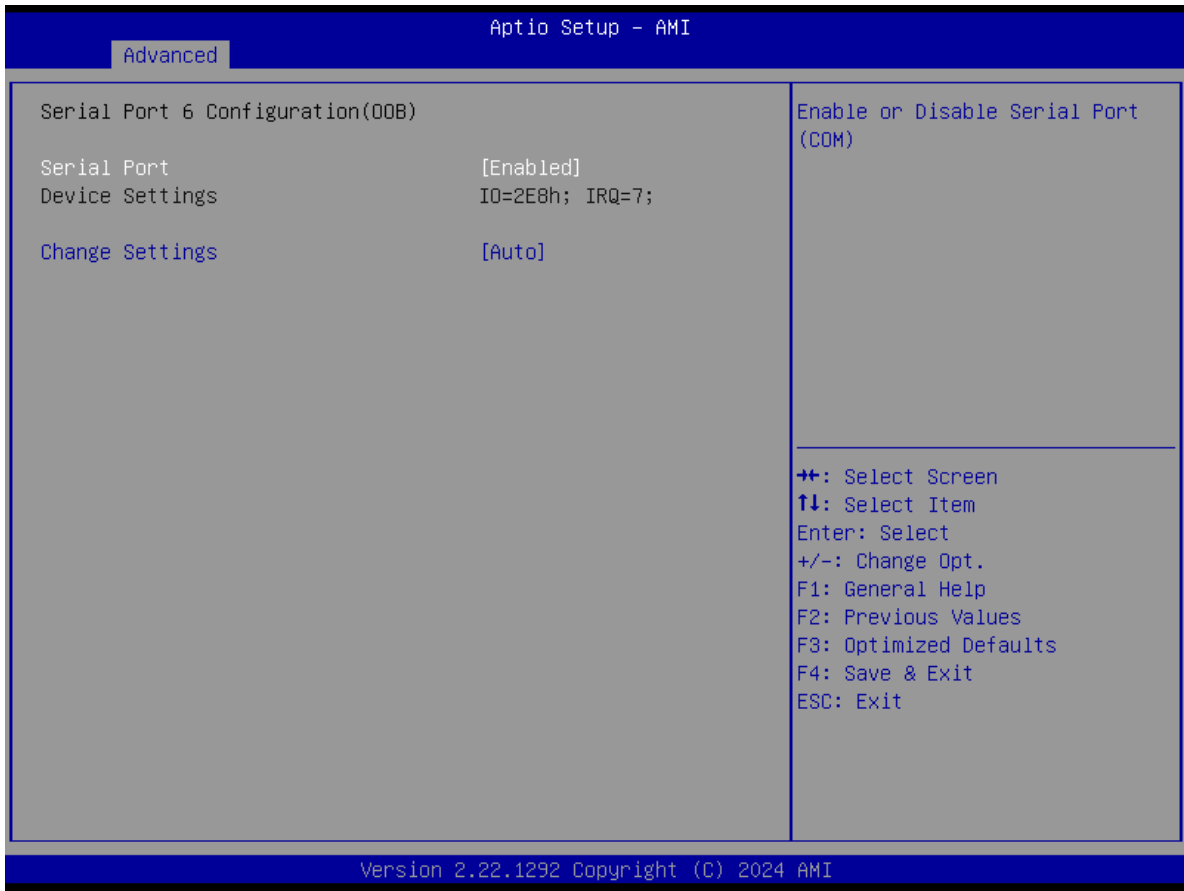 Aptio Setup - AMI
Advanced
Serial Port 6 Configuration(OOB)
Serial Port [Enabled]
Device Settings IO=2E8h; IRQ=7;
Change Settings [Auto]
Enable or Disable Serial Port
(COM)
→←: Select Screen
↑↓: Select Item
Enter: Select
+/-: Change Opt.
F1: General Help
F2: Previous Values
F3: Optimized Defaults
F4: Save & Exit
ESC: Exit
Version 2.22.1292 Copyright (C) 2024 AMI